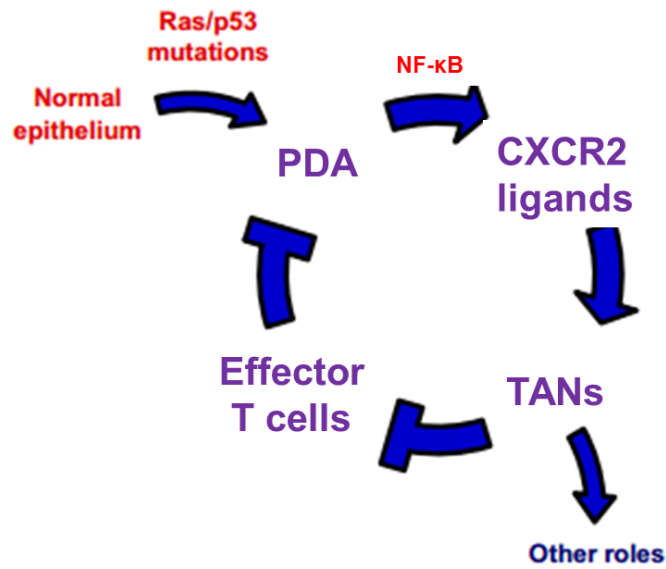 Ras/p53
mutations
Normal
epithelium
NF-κB
PDA
CXCR2
ligands
Effector
T cells
TANs
Other roles